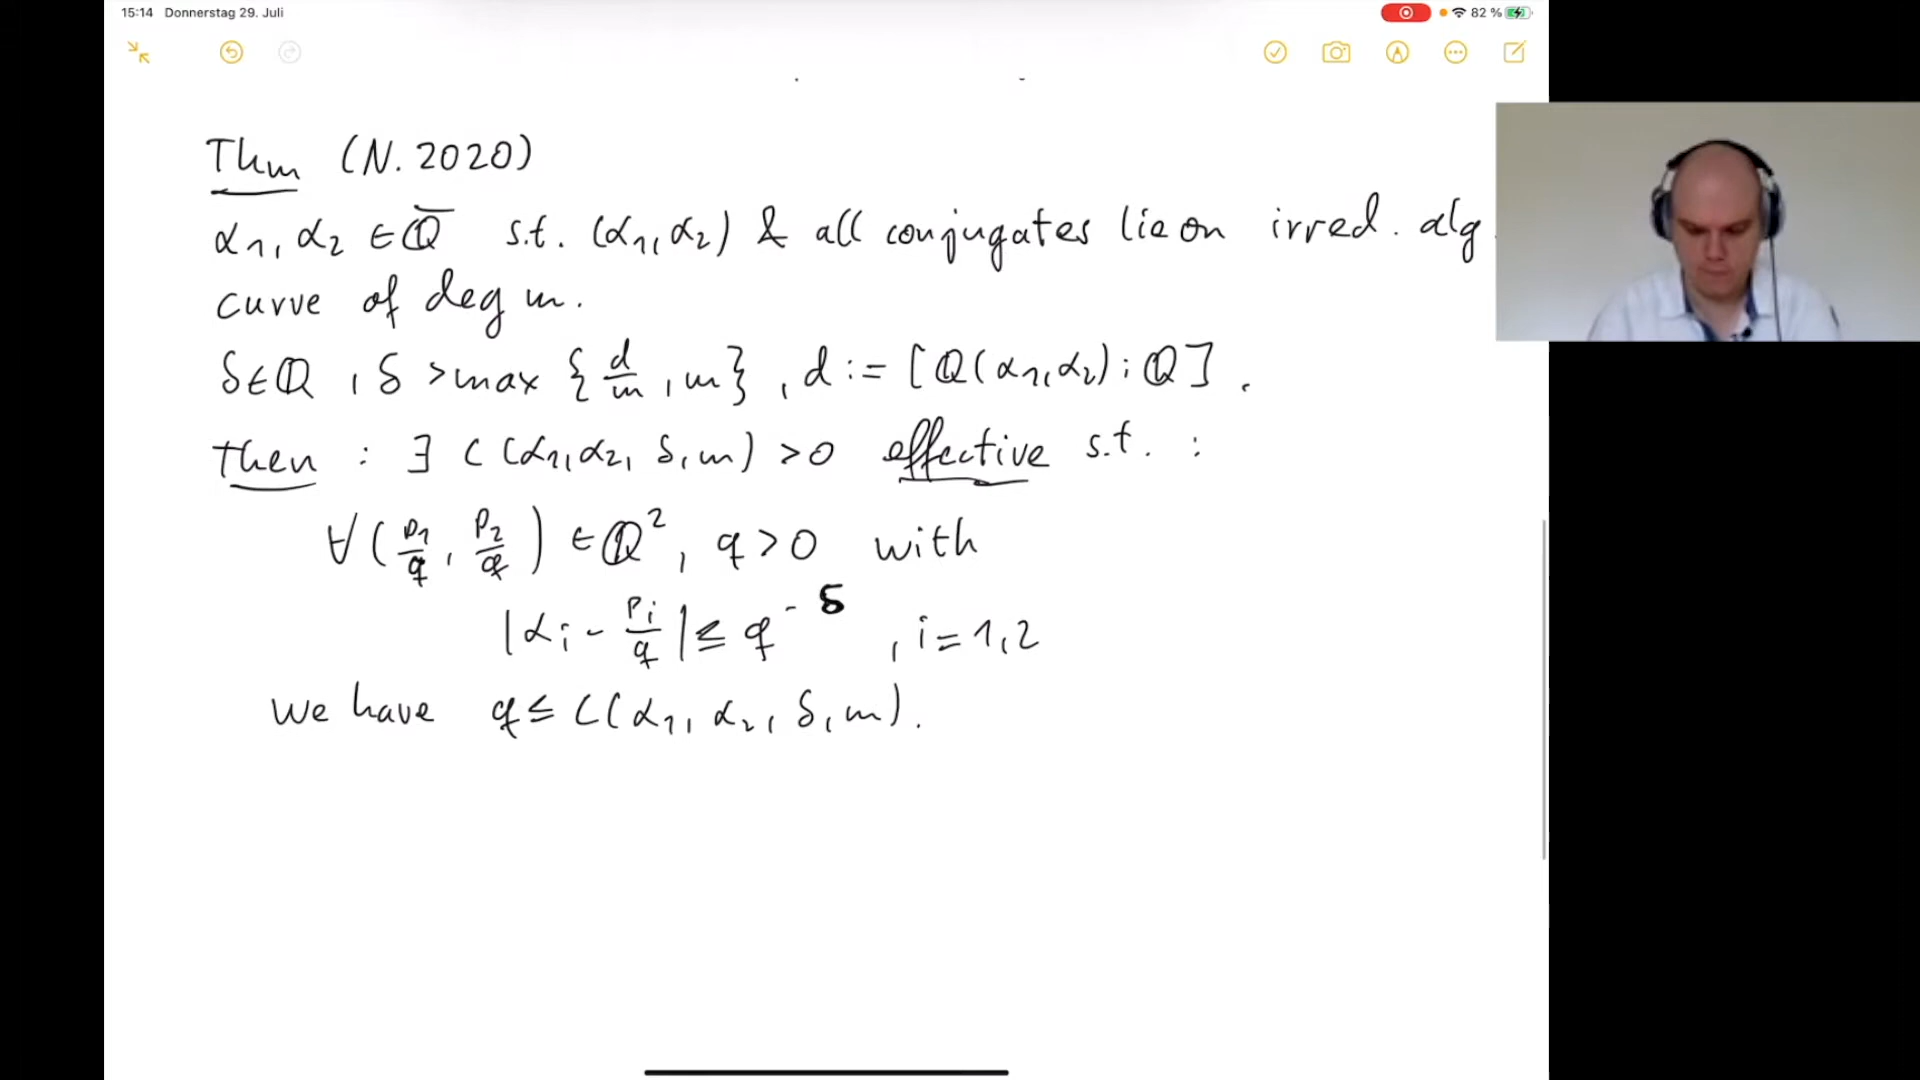 15:14 Donnerstag 29. Juli 82 %
Thm (N. 2020)
α₁, α₂ ∈ ℚ̅ s.t. (α₁, α₂) & all conjugates lie on irred. alg.
curve of deg m.
δ ∈ ℚ, δ > max {d/m, m}, d := [ℚ(α₁, α₂) : ℚ].
then : ∃ C(α₁, α₂, δ, m) > 0 effective s.t. :
∀ (p₁/q, p₂/q) ∈ ℚ², q > 0 with
|αᵢ - pᵢ/q| ≤ q^{-δ}, i = 1, 2
we have q ≤ C(α₁, α₂, δ, m).